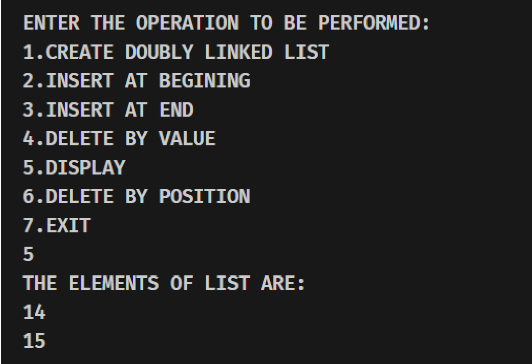 ENTER THE OPERATION TO BE PERFORMED:
1.CREATE DOUBLY LINKED LIST
2.INSERT AT BEGINING
3.INSERT AT END
4.DELETE BY VALUE
5.DISPLAY
6.DELETE BY POSITION
7.EXIT
5
THE ELEMENTS OF LIST ARE:
14
15